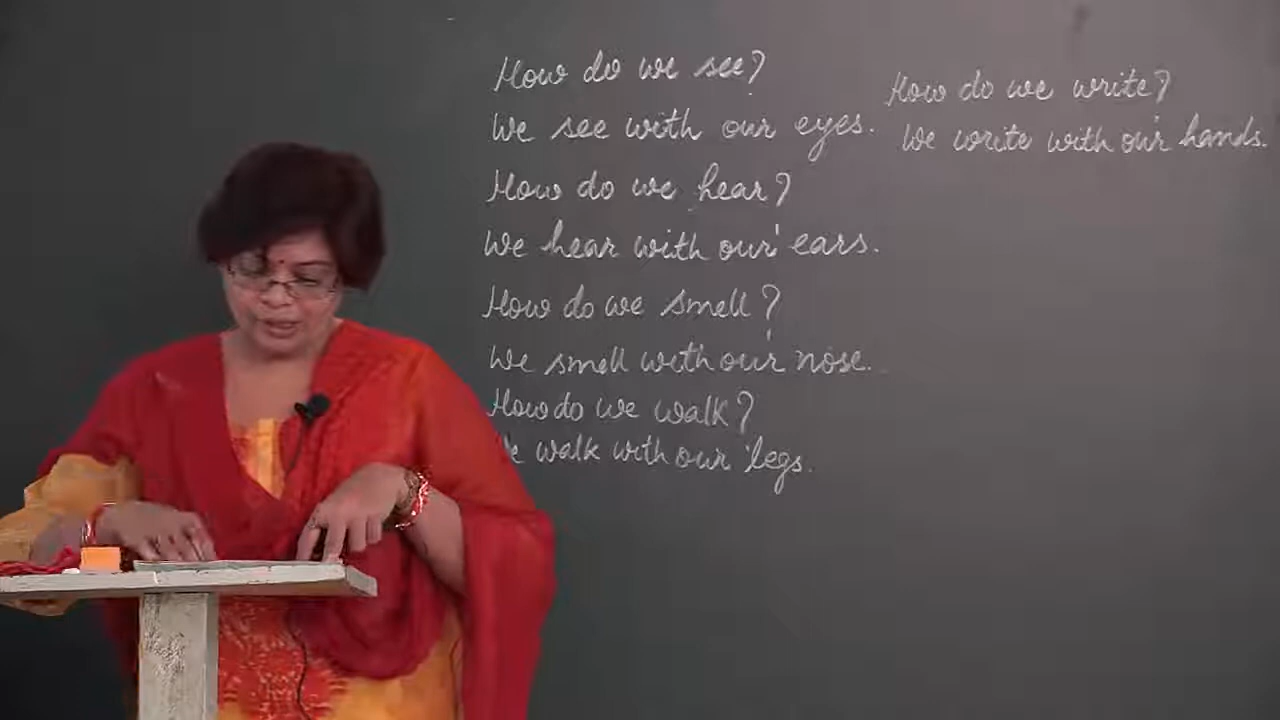 How do we see?
We see with our eyes.
How do we hear?
We hear with our ears.
How do we smell?
We smell with our nose.
How do we walk?
walk with our legs.
How do we write?
We write with our hands.